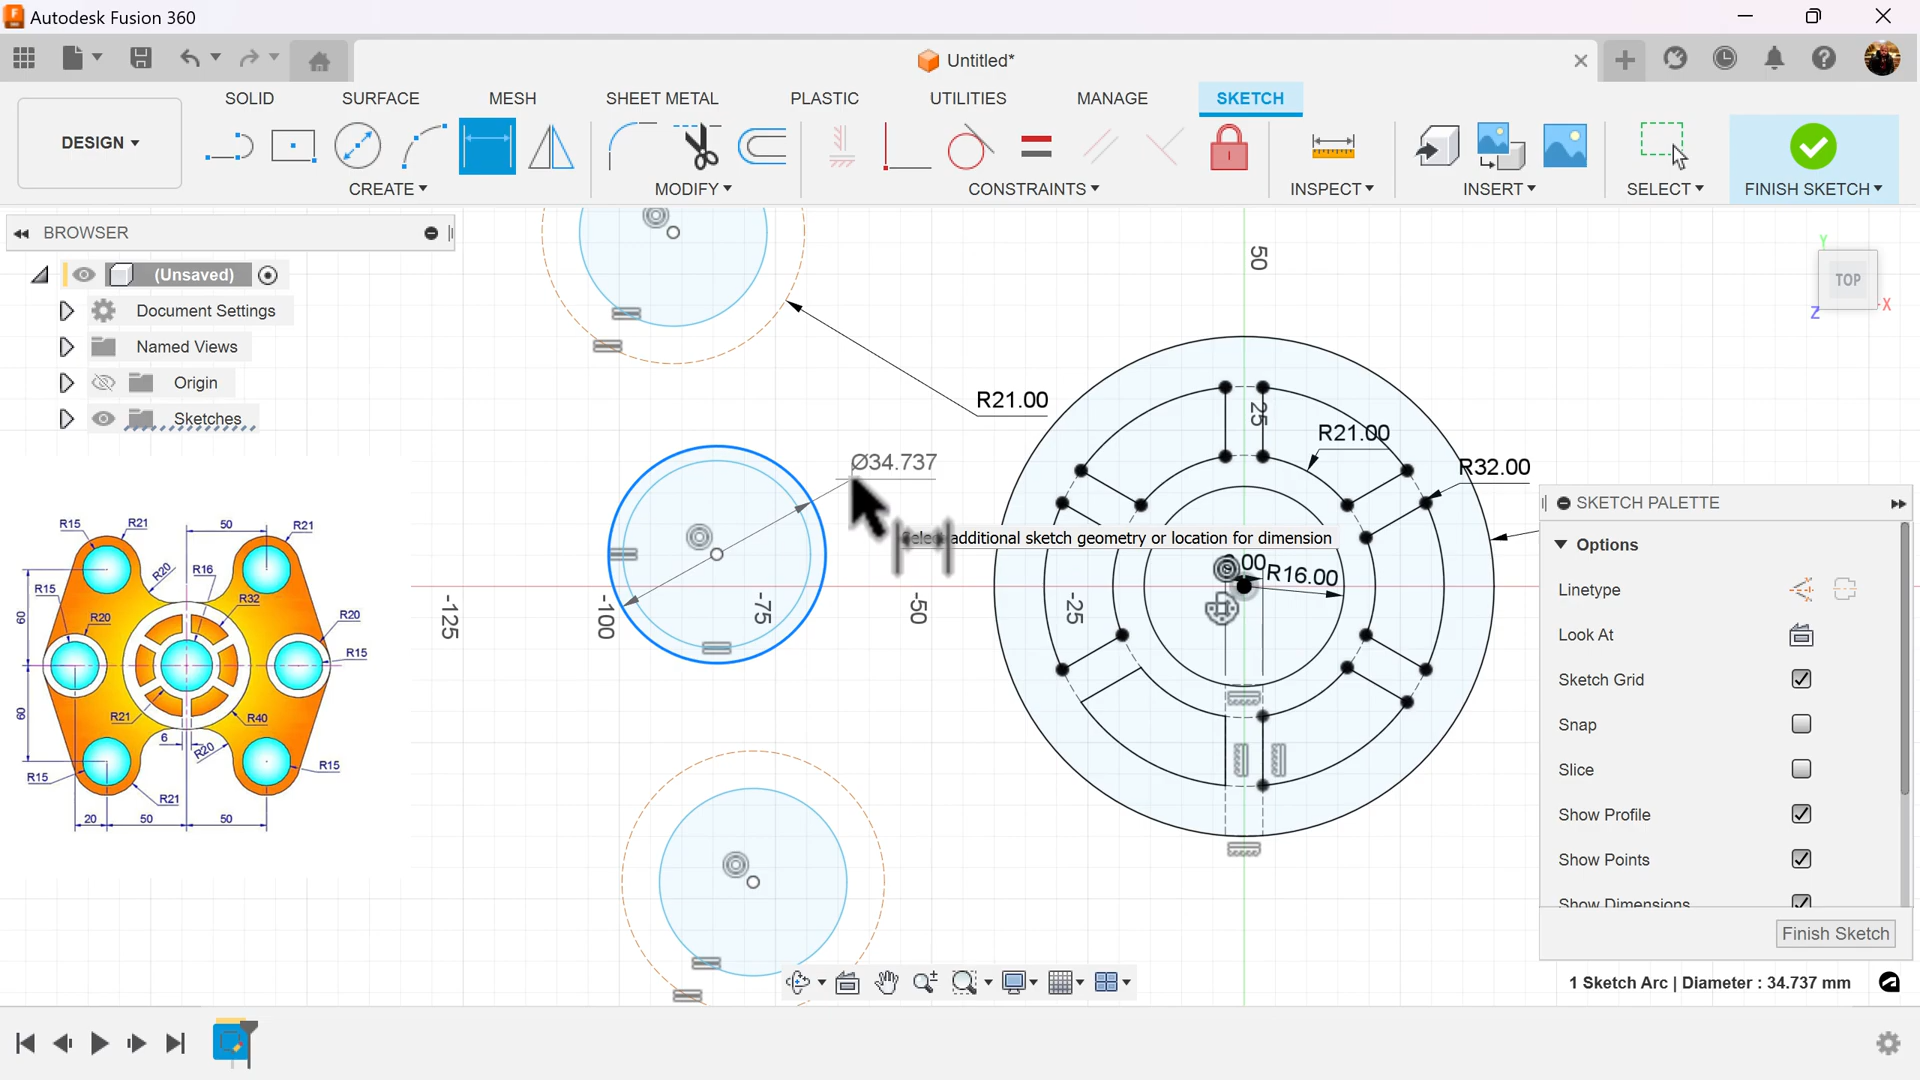 Autodesk Fusion 360
Untitled*
SOLID SURFACE MESH SHEET METAL PLASTIC UTILITIES MANAGE SKETCH
DESIGN
CREATE MODIFY CONSTRAINTS INSPECT INSERT SELECT FINISH SKETCH
BROWSER
(Unsaved)
Document Settings
Named Views
Origin
Sketches
50
TOP
Y
X
Z
R21.00
25
R21.00
R32.00
Ø34.737
additional sketch geometry or location for dimension
.00
R16.00
-125
-100
-75
-50
-25
SKETCH PALETTE
Options
Linetype
Look At
Sketch Grid
Snap
Slice
Show Profile
Show Points
Show Dimensions
Finish Sketch
R15 R21 50 R21
R20 R16
60 R15 R20 R32 R20
R15
60 R21 R40
6 R20
R15 R15
R21
20 50 50
1 Sketch Arc | Diameter : 34.737 mm